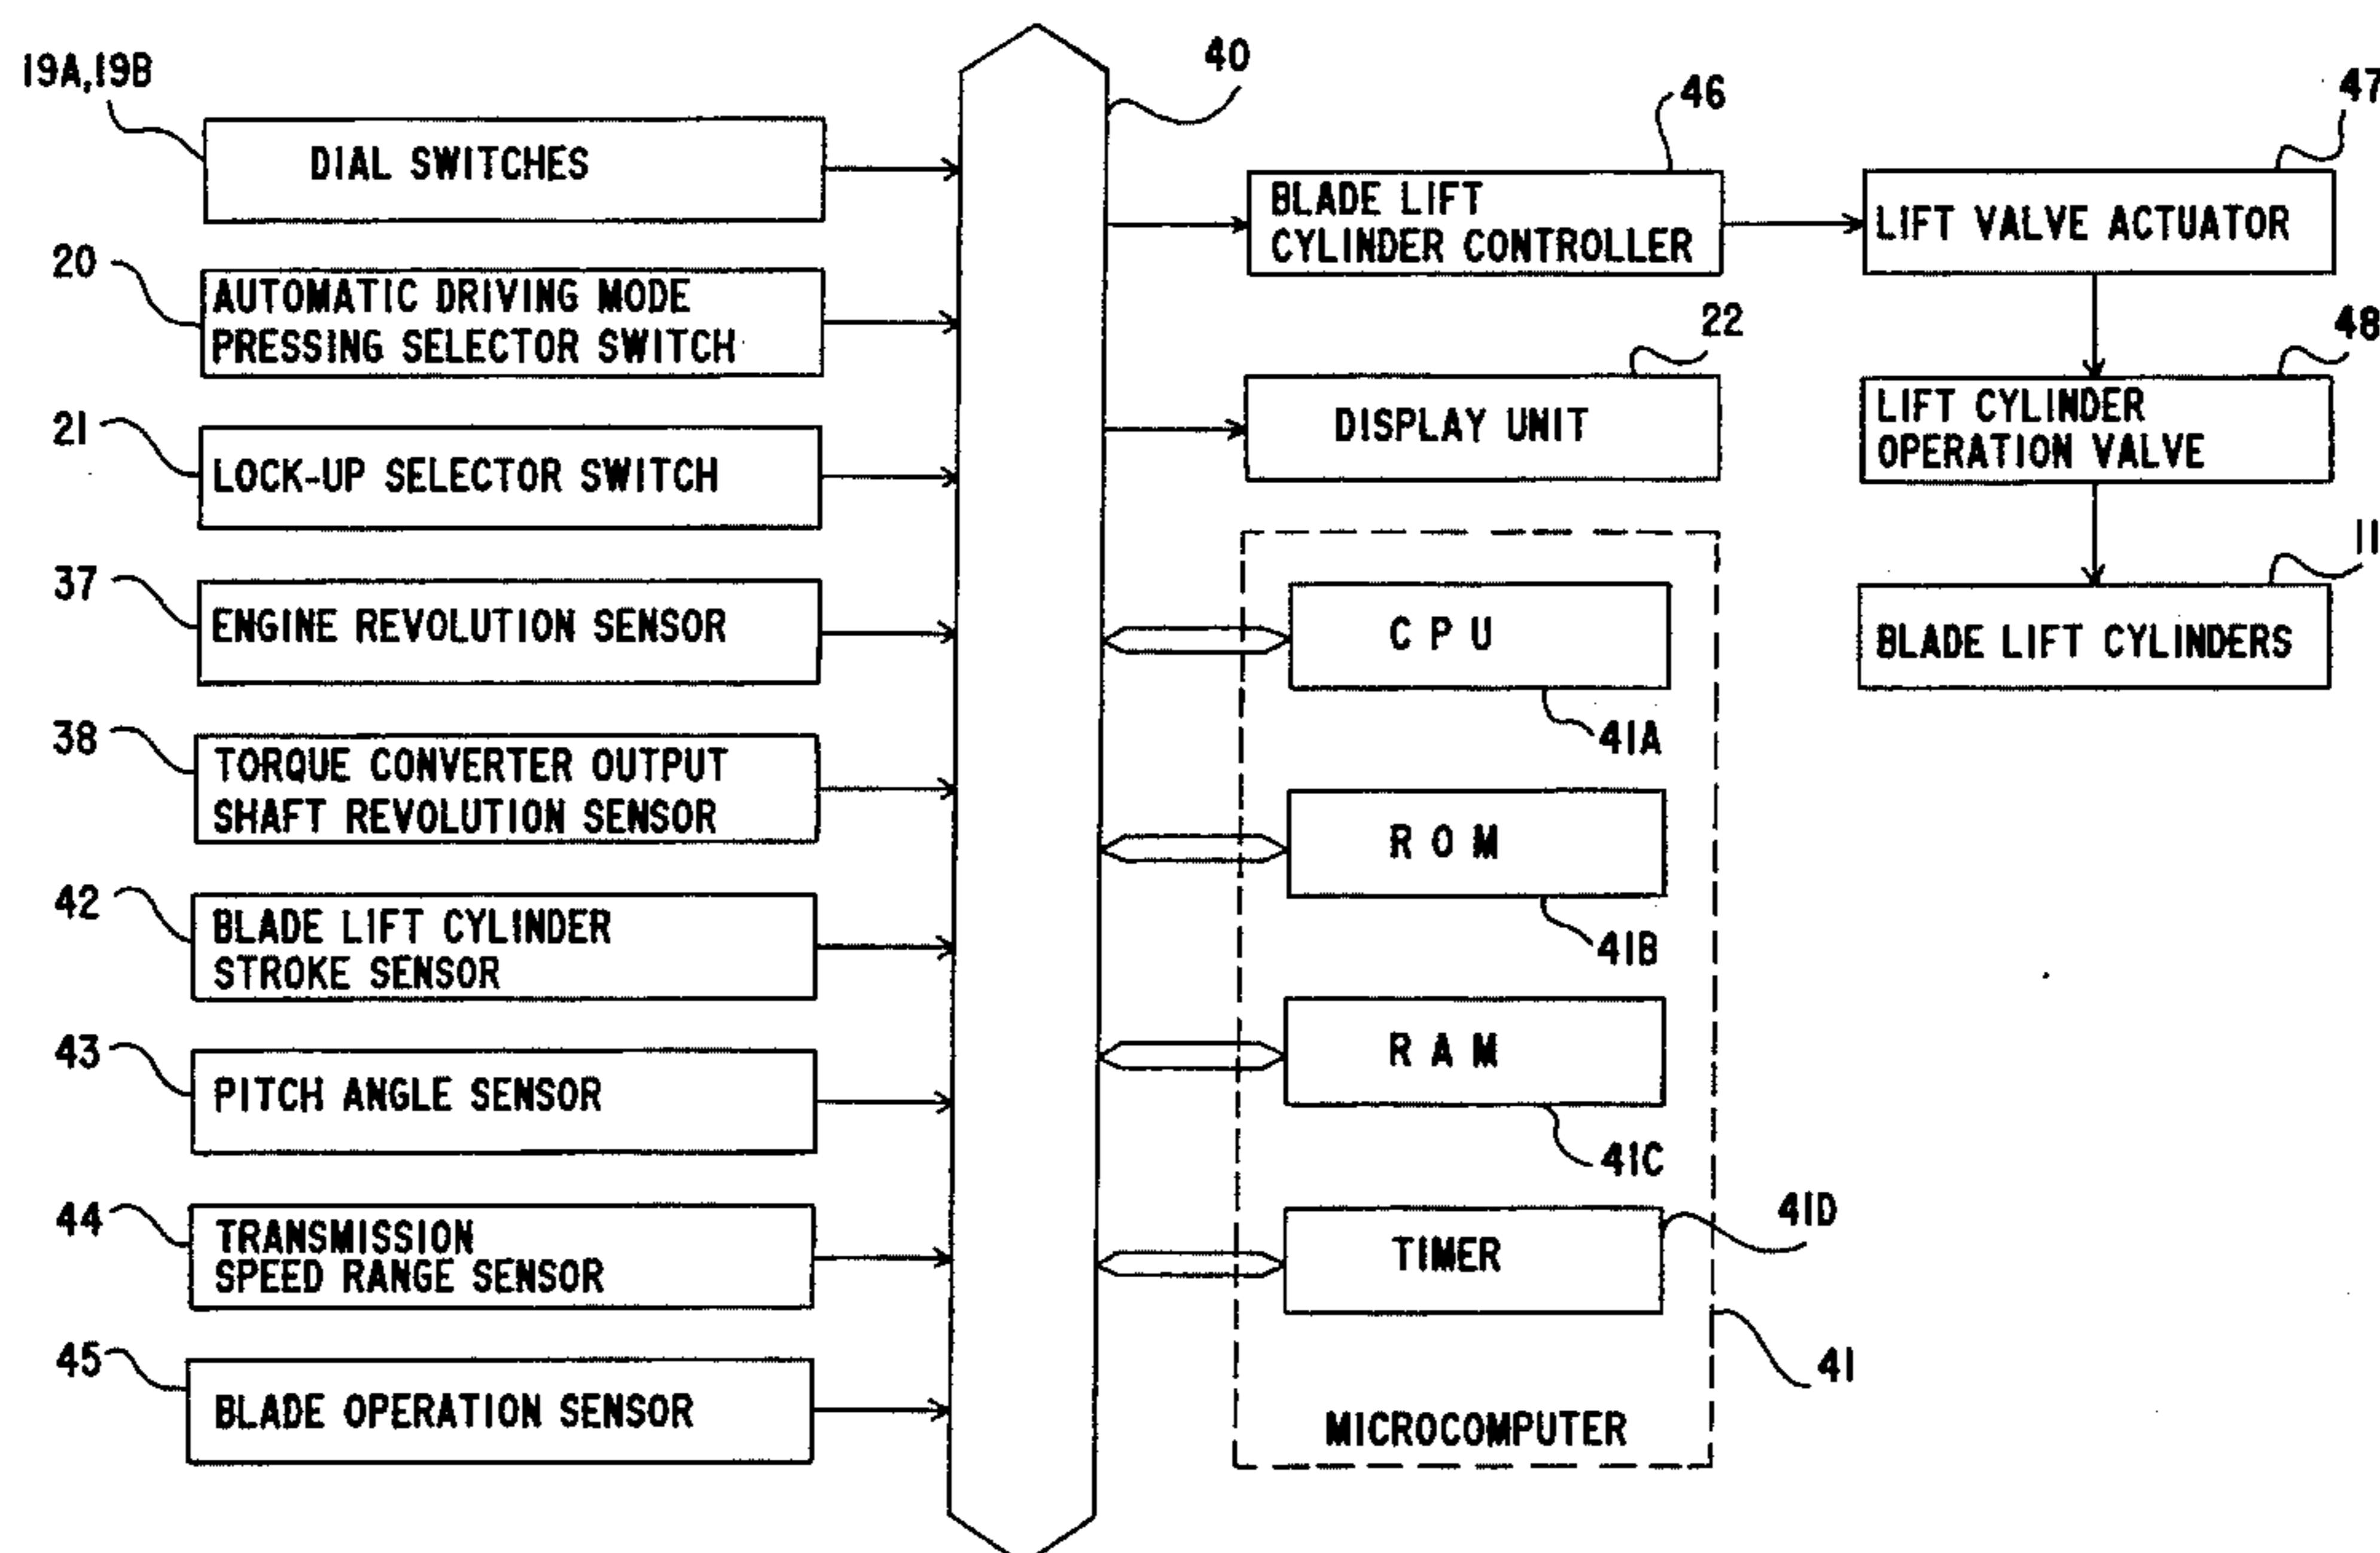 19A,19B
DIAL SWITCHES
20
AUTOMATIC DRIVING MODE
PRESSING SELECTOR SWITCH
21
LOCK-UP SELECTOR SWITCH
37
ENGINE REVOLUTION SENSOR
38
TORQUE CONVERTER OUTPUT
SHAFT REVOLUTION SENSOR
42
BLADE LIFT CYLINDER
STROKE SENSOR
43
PITCH ANGLE SENSOR
44
TRANSMISSION
SPEED RANGE SENSOR
45
BLADE OPERATION SENSOR
40
46
BLADE LIFT
CYLINDER CONTROLLER
22
DISPLAY UNIT
CPU
41A
ROM
41B
RAM
41C
41D
TIMER
41
MICROCOMPUTER
47
LIFT VALVE ACTUATOR
48
LIFT CYLINDER
OPERATION VALVE
11
BLADE LIFT CYLINDERS